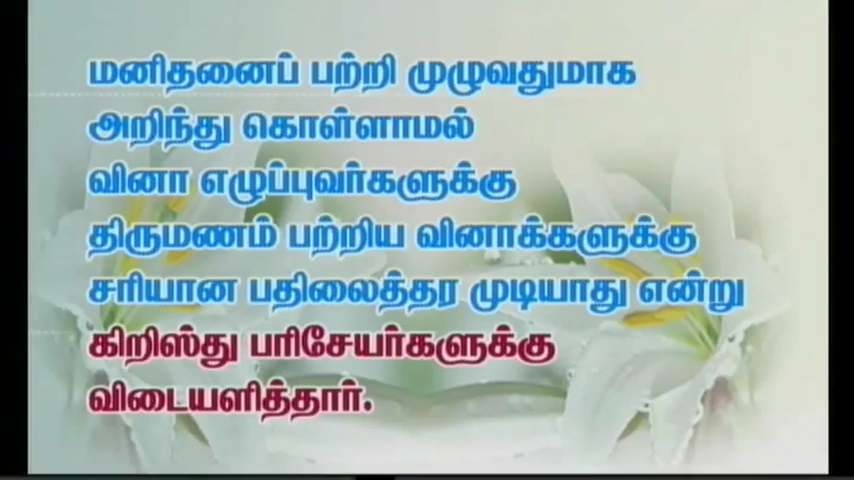 மனிதனைப் பற்றி முழுவதுமாக
அறிந்து கொள்ளாமல்
வினா எழுப்புவர்களுக்கு
திருமணம் பற்றிய வினாக்களுக்கு
சரியான பதிலைத்தர முடியாது என்று
கிறிஸ்து பரிசேயர்களுக்கு
விடையளித்தார்.